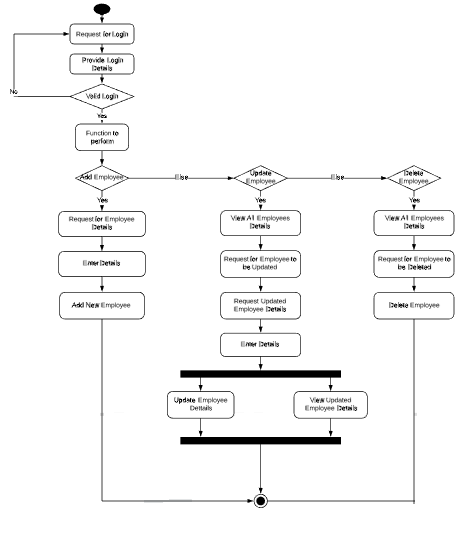 Request for Login
Provide Login
Details
No
Valid Login
Yes
Function to
perform
Add Employee
Else
Update
Employee
Else
Delete
Employee
Yes
Yes
Yes
Request for Employee
Details
View All Employees
Details
View All Employees
Details
Enter Details
Request for Employee to
be Updated
Request for Employee to
be Deleted
Add New Employee
Request Updated
Employee Details
Delete Employee
Enter Details
Update Employee
Dettails
View Updated
Employee Details